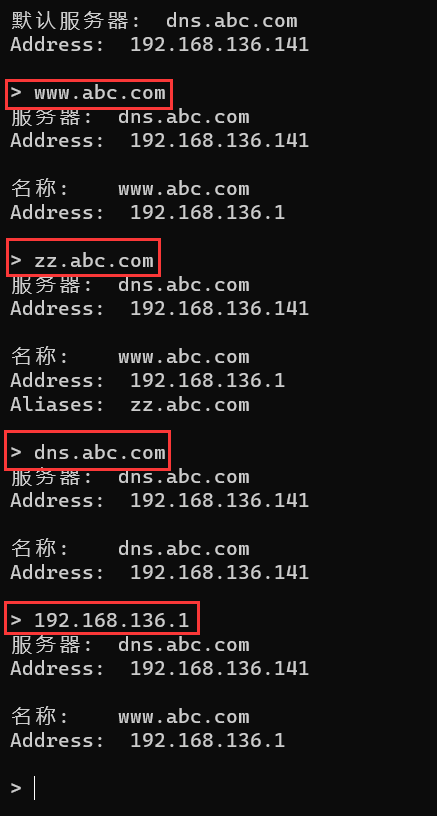 默认服务器:  dns.abc.com
Address:  192.168.136.141
> www.abc.com
服务器:  dns.abc.com
Address:  192.168.136.141
名称:    www.abc.com
Address:  192.168.136.1
> zz.abc.com
服务器:  dns.abc.com
Address:  192.168.136.141
名称:    www.abc.com
Address:  192.168.136.1
Aliases:  zz.abc.com
> dns.abc.com
服务器:  dns.abc.com
Address:  192.168.136.141
名称:    dns.abc.com
Address:  192.168.136.141
> 192.168.136.1
服务器:  dns.abc.com
Address:  192.168.136.141
名称:    www.abc.com
Address:  192.168.136.1
>